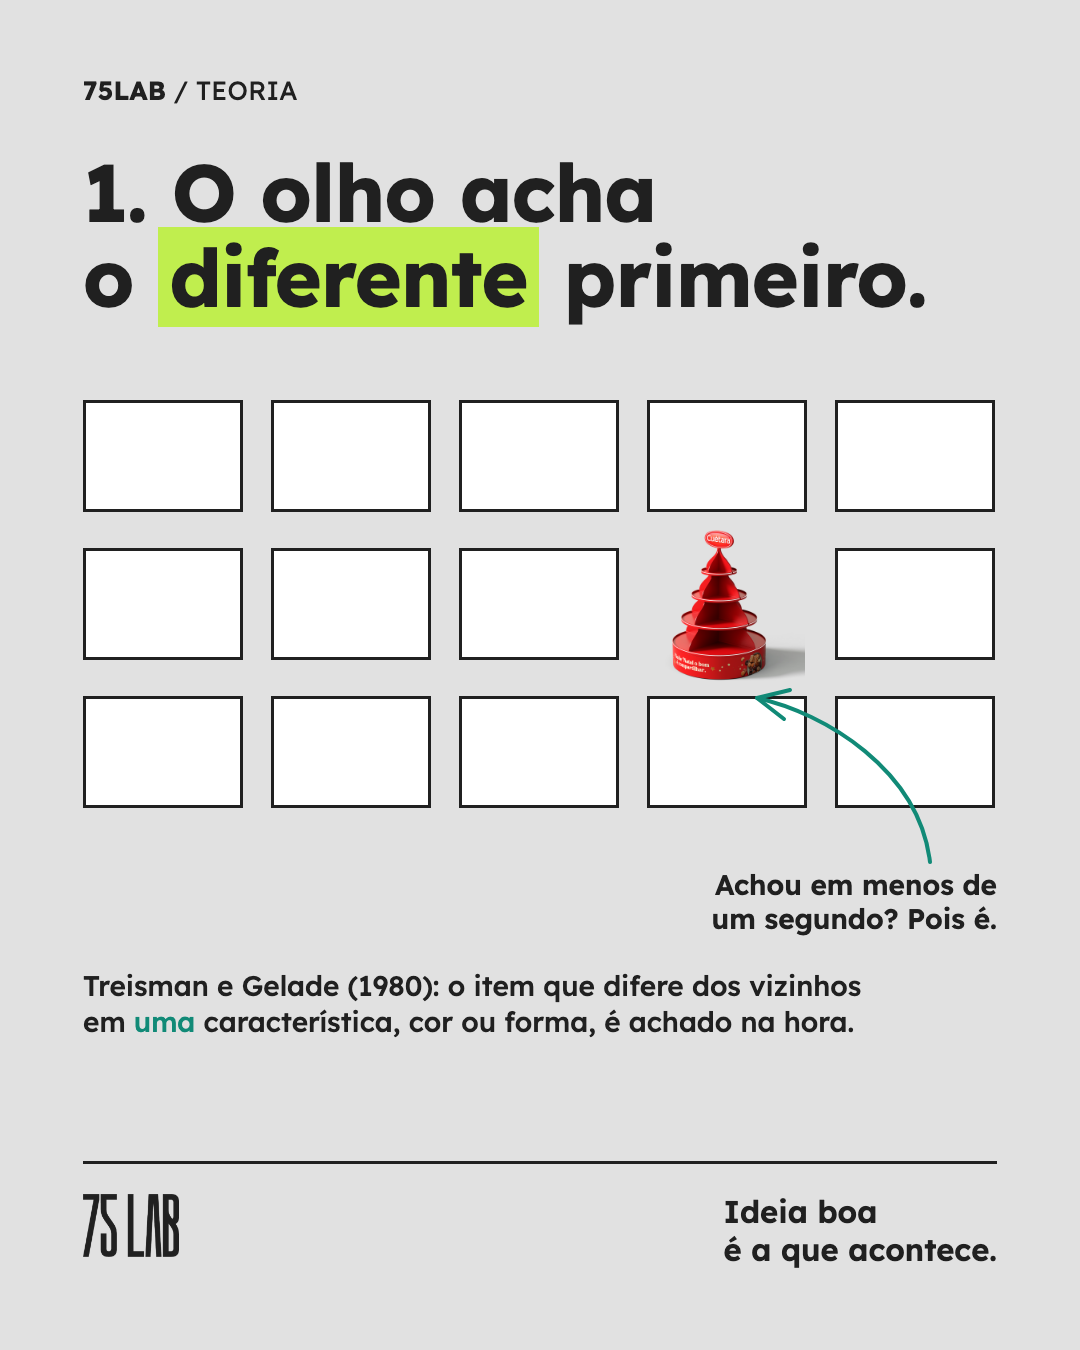 75LAB / TEORIA
1. O olho acha
o diferente primeiro.
cuétara
Achou em menos de
um segundo? Pois é.
Treisman e Gelade (1980): o item que difere dos vizinhos
em uma característica, cor ou forma, é achado na hora.
75 LAB
Ideia boa
é a que acontece.